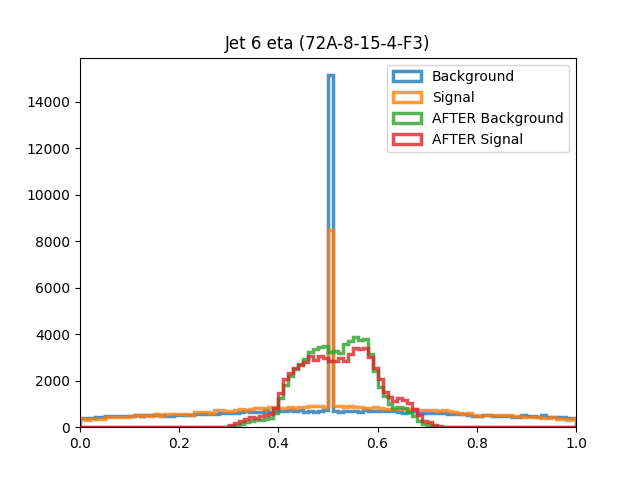 Jet 6 eta (72A-8-15-4-F3)
Background
Signal
AFTER Background
AFTER Signal
14000
12000
10000
8000
6000
4000
2000
0
0.0 0.2 0.4 0.6 0.8 1.0